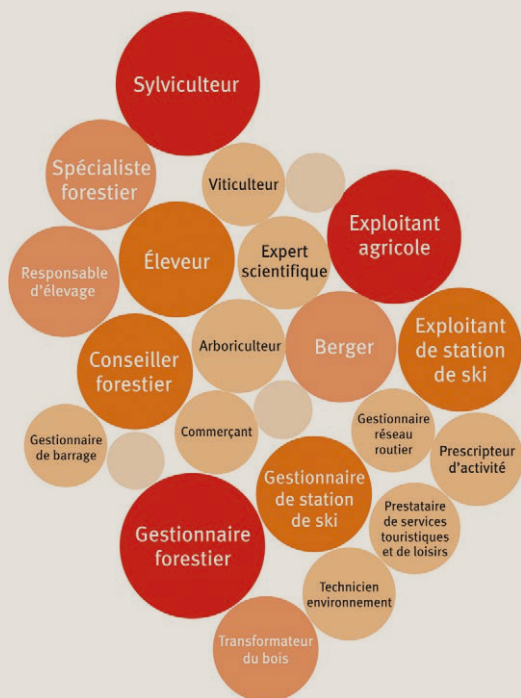 Sylviculteur
Spécialiste
forestier
Viticulteur
Exploitant
agricole
Éleveur
Expert
scientifique
Responsable
d'élevage
Exploitant
de station
de ski
Arboriculteur
Berger
Conseiller
forestier
Commerçant
Gestionnaire
réseau
routier
Gestionnaire
de barrage
Prescripteur
d'activité
Gestionnaire
de station
de ski
Prestataire
de services
touristiques
et de loisirs
Gestionnaire
forestier
Technicien
environnement
Transformateur
du bois